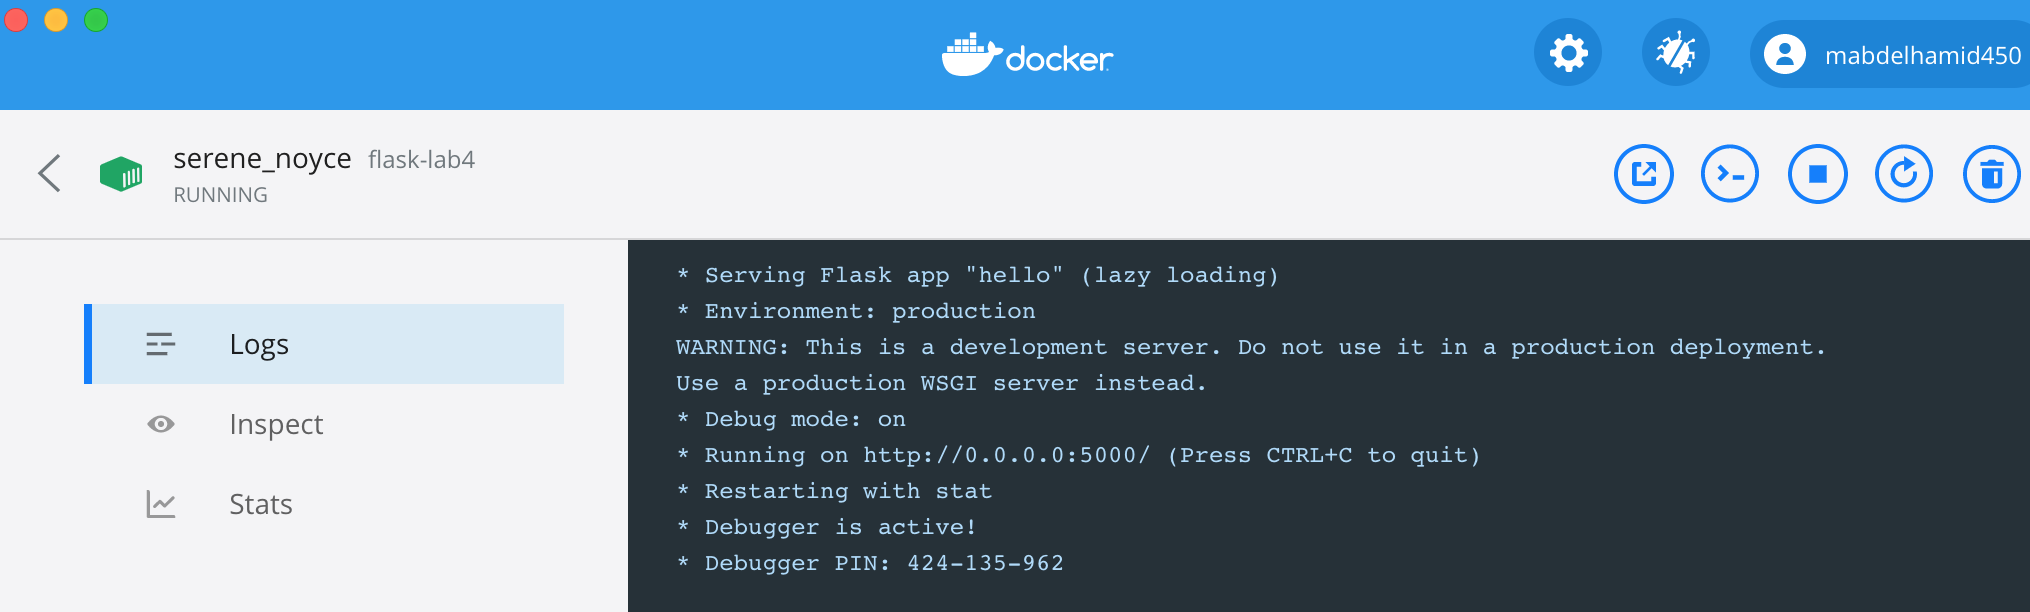 docker
mabdelhamid450
serene_noyce flask-lab4
RUNNING
Logs
Inspect
Stats
* Serving Flask app "hello" (lazy loading)
* Environment: production
WARNING: This is a development server. Do not use it in a production deployment.
Use a production WSGI server instead.
* Debug mode: on
* Running on http://0.0.0.0:5000/ (Press CTRL+C to quit)
* Restarting with stat
* Debugger is active!
* Debugger PIN: 424-135-962